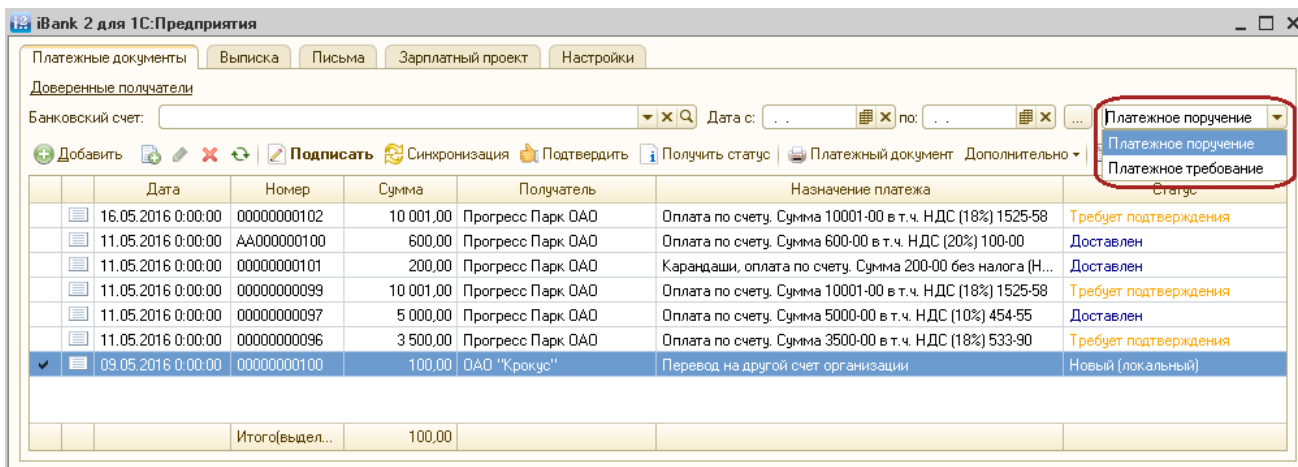 iBank 2 для 1С:Предприятия
Платежные документы Выписка Письма Зарплатный проект Настройки
Доверенные получатели
Банковский счет: Дата с: . . по: . . ... Платежное поручение
Платежное поручение
Платежное требование
Добавить Подписать Синхронизация Подтвердить Получить статус Платежный документ Дополнительно
Дата Номер Сумма Получатель Назначение платежа Статус
16.05.2016 0:00:00 00000000102 10 001,00 Прогресс Парк ОАО Оплата по счету. Сумма 10001-00 в т.ч. НДС (18%) 1525-58 Требует подтверждения
11.05.2016 0:00:00 АА000000100 600,00 Прогресс Парк ОАО Оплата по счету. Сумма 600-00 в т.ч. НДС (20%) 100-00 Доставлен
11.05.2016 0:00:00 00000000101 200,00 Прогресс Парк ОАО Карандаши, оплата по счету. Сумма 200-00 без налога (Н... Доставлен
11.05.2016 0:00:00 00000000099 10 001,00 Прогресс Парк ОАО Оплата по счету. Сумма 10001-00 в т.ч. НДС (18%) 1525-58 Требует подтверждения
11.05.2016 0:00:00 00000000097 5 000,00 Прогресс Парк ОАО Оплата по счету. Сумма 5000-00 в т.ч. НДС (10%) 454-55 Доставлен
11.05.2016 0:00:00 00000000096 3 500,00 Прогресс Парк ОАО Оплата по счету. Сумма 3500-00 в т.ч. НДС (18%) 533-90 Требует подтверждения
09.05.2016 0:00:00 00000000100 100,00 ОАО "Крокус" Перевод на другой счет организации Новый (локальный)
Итого(выдел... 100,00